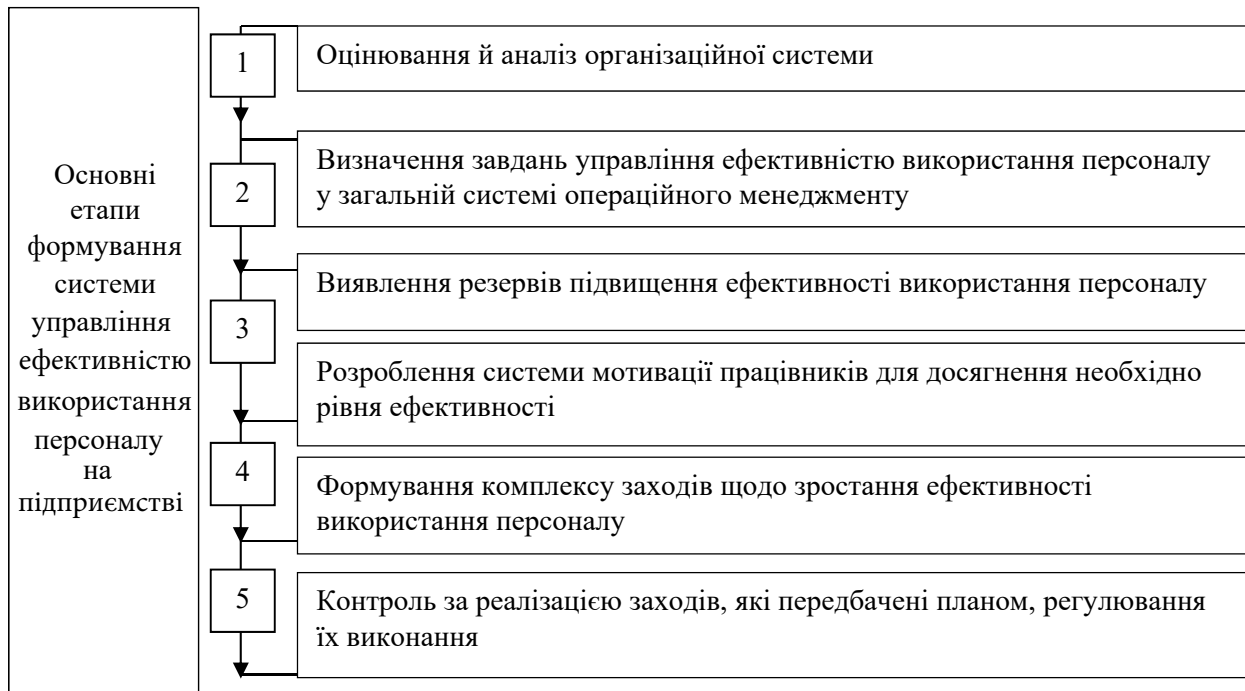 Основні
етапи
формування
системи
управління
ефективністю
використання
персоналу
на
підприємстві
1
Оцінювання й аналіз організаційної системи
2
Визначення завдань управління ефективністю використання персоналу
у загальній системі операційного менеджменту
3
Виявлення резервів підвищення ефективності використання персоналу
Розроблення системи мотивації працівників для досягнення необхідно
рівня ефективності
4
Формування комплексу заходів щодо зростання ефективності
використання персоналу
5
Контроль за реалізацією заходів, які передбачені планом, регулювання
їх виконання